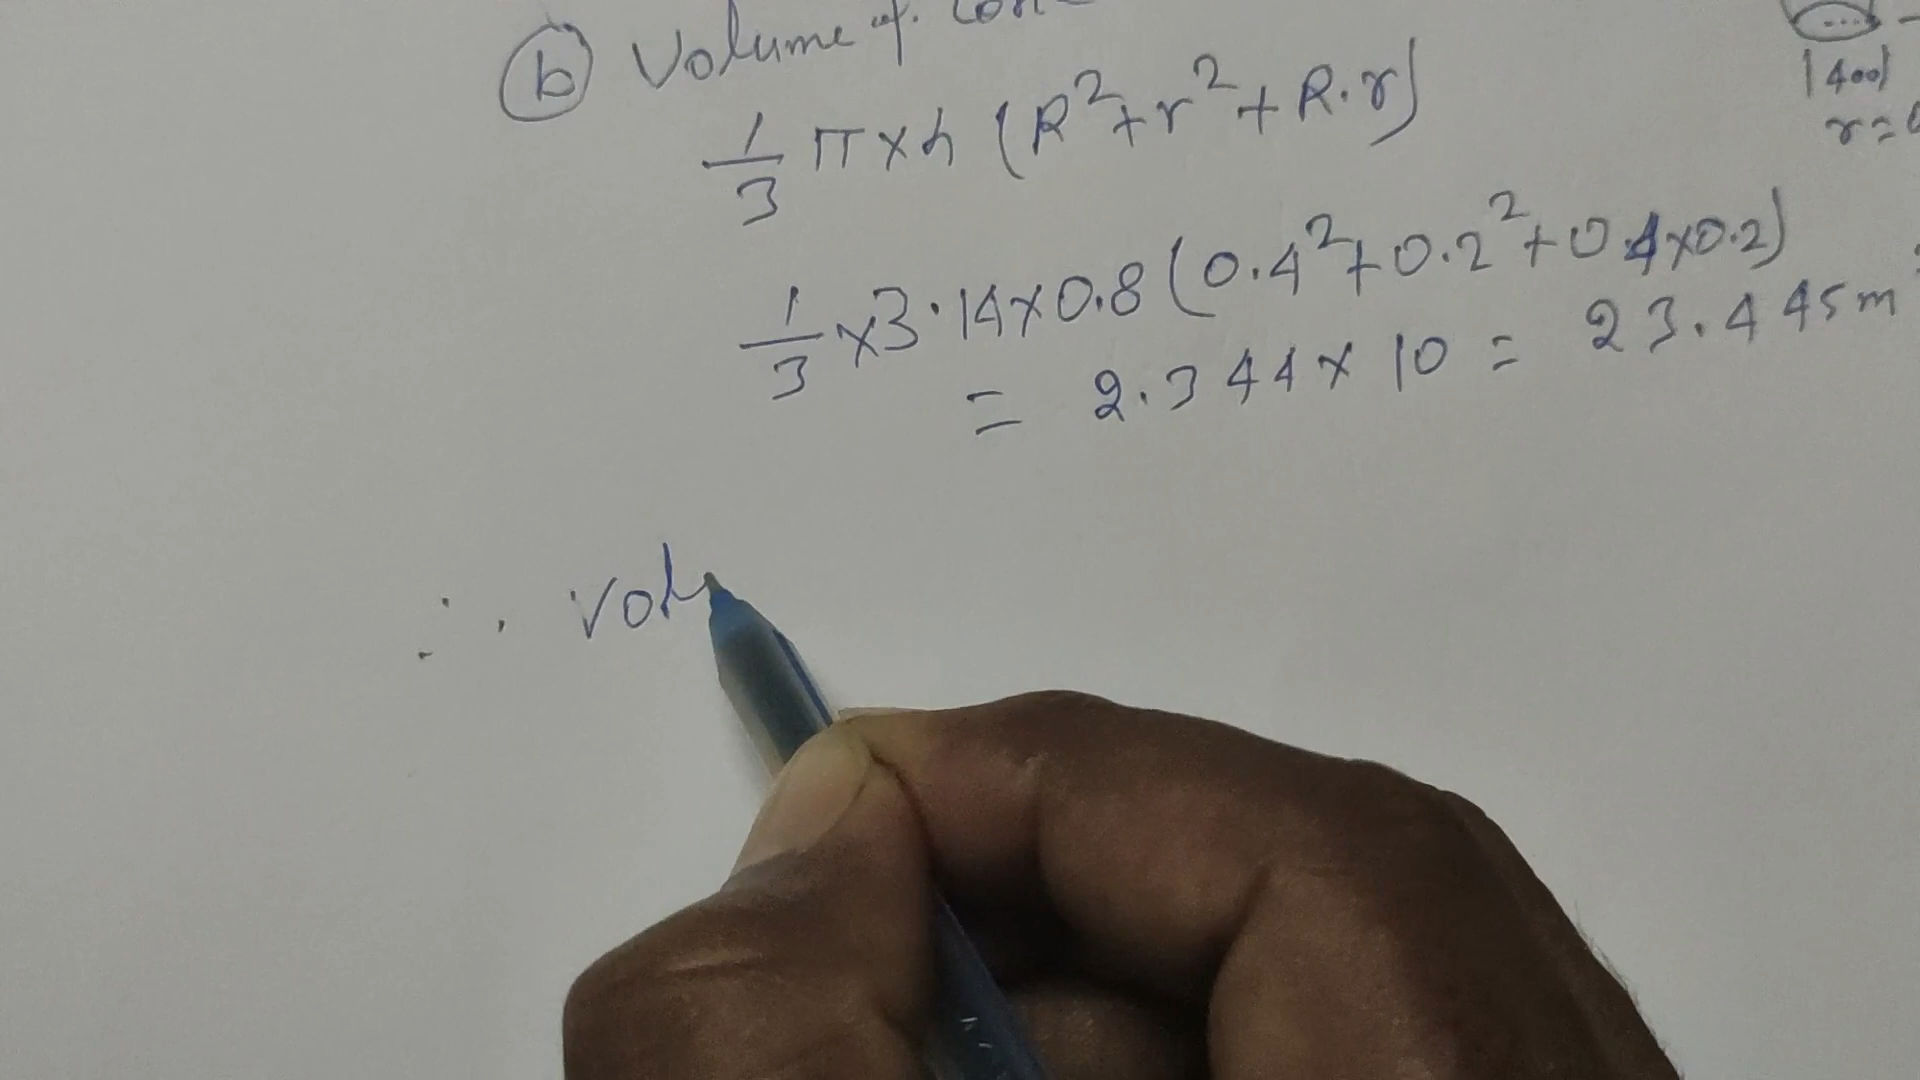 ⓑ Volume of.
1/3 π×h (R²+r²+R.r)
1/3 ×3.14×0.8(0.4²+0.2²+0.4×0.2)
= 2.344× 10 = 23.445m
∴ Volu
1400
r=